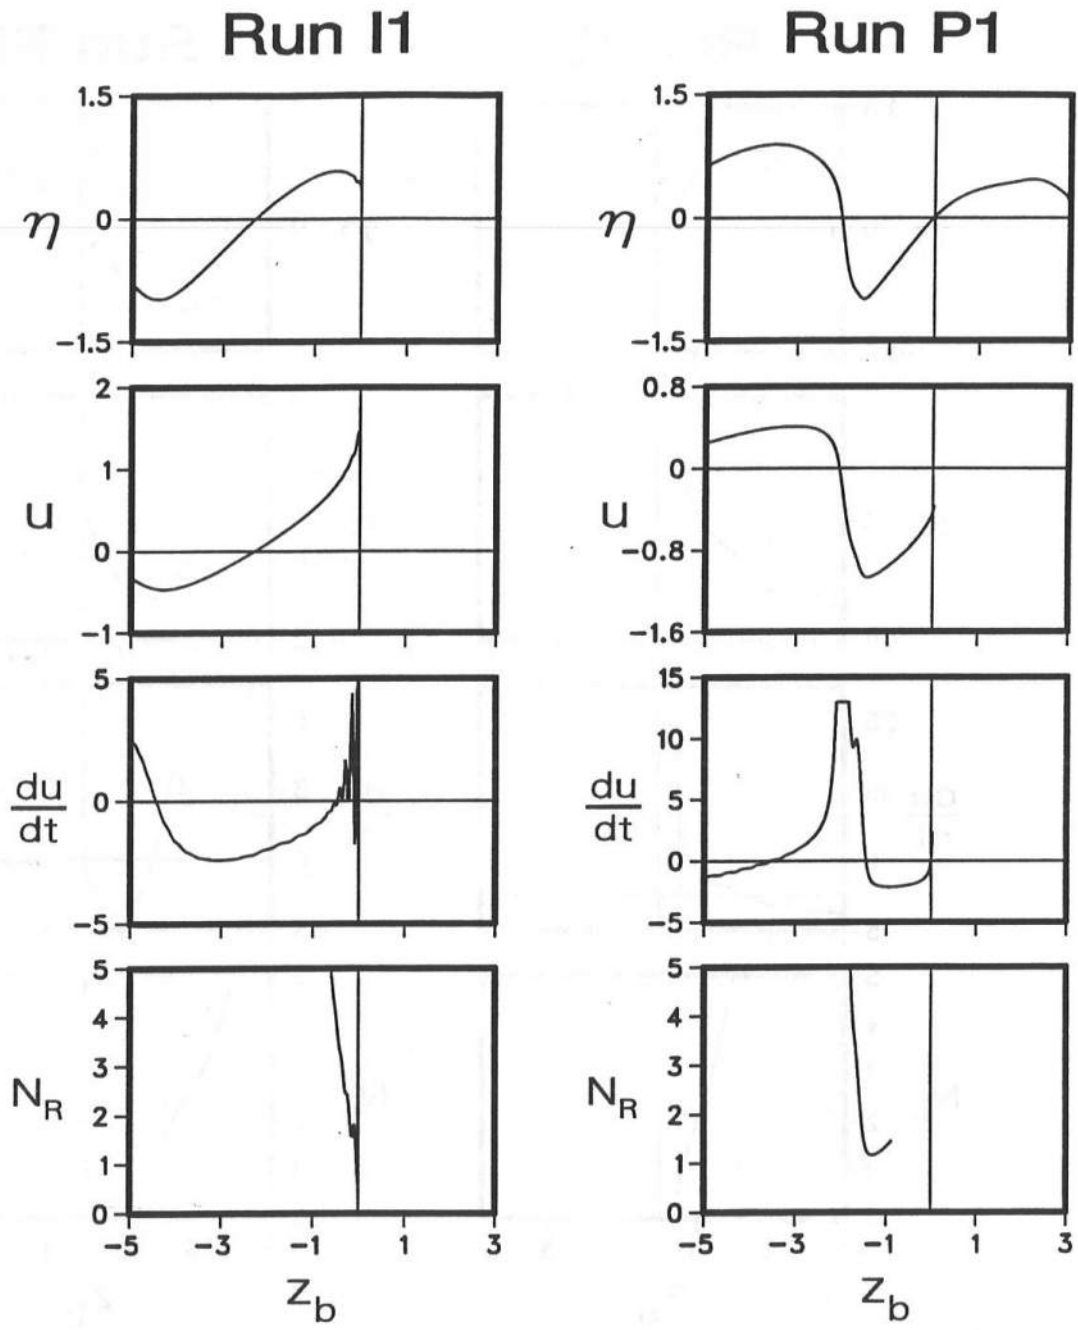 Run I1 Run P1
1.5 1.5
η 0 η 0
−1.5 −1.5
2 0.8
1 0
u u
0 −0.8
−1 −1.6
5 15
10
du/dt 0 du/dt 5
0
−5 −5
5 5
4 4
3 3
N_R N_R
2 2
1 1
0 0
−5 −3 −1 1 3 −5 −3 −1 1 3
z_b z_b